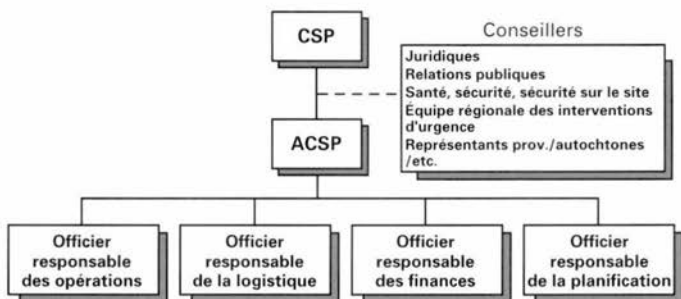 CSP
Conseillers
Juridiques
Relations publiques
Santé, sécurité, sécurité sur le site
Équipe régionale des interventions
d'urgence
Représentants prov./autochtones
/etc.
ACSP
Officier
responsable
des opérations
Officier
responsable
de la logistique
Officier
responsable
des finances
Officier
responsable
de la planification